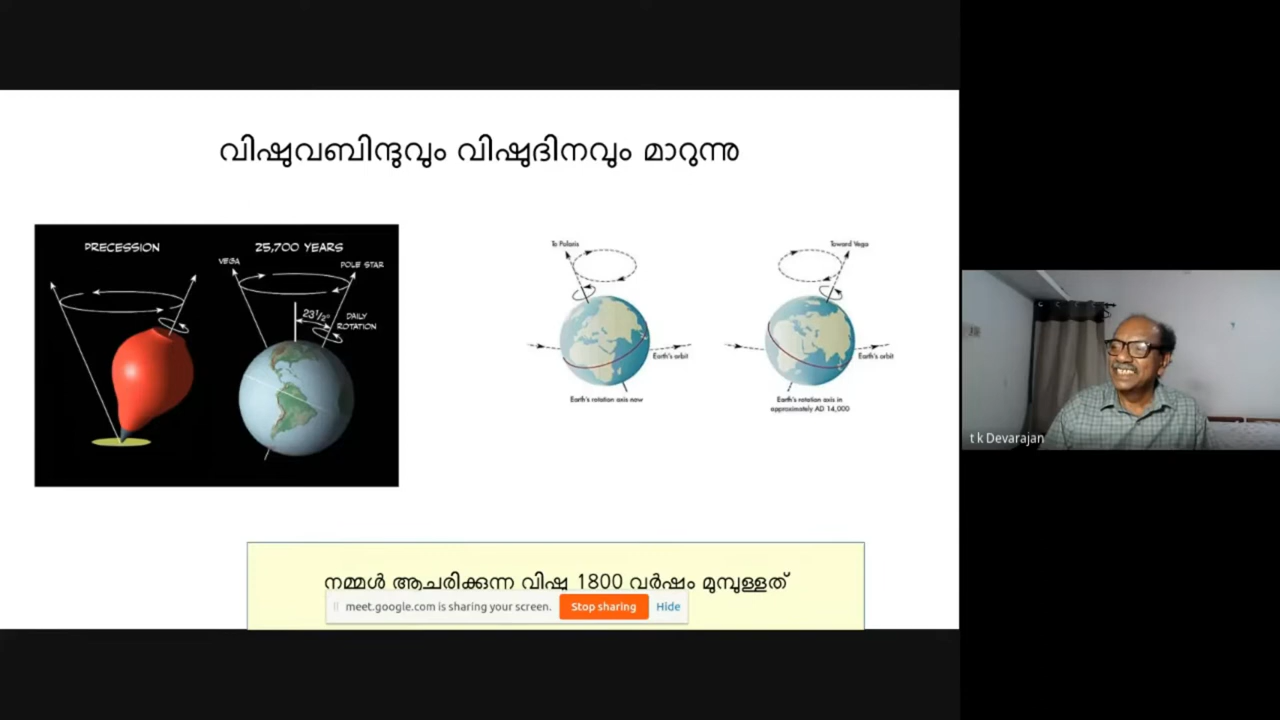 വിഷുവബിന്ദുവും വിഷുദിനവും മാറുന്നു
PRECESSION
25,700 YEARS
VEGA
POLE STAR
23½°
DAILY
ROTATION
To Polaris
Earth's orbit
Earth's rotation axis now
Toward Vega
Earth's orbit
Earth's rotation axis in
approximately AD 14,000
നമ്മൾ ആചരിക്കുന്ന വിഷു 1800 വർഷം മുമ്പുള്ളത്
meet.google.com is sharing your screen.
Stop sharing
Hide
t k Devarajan